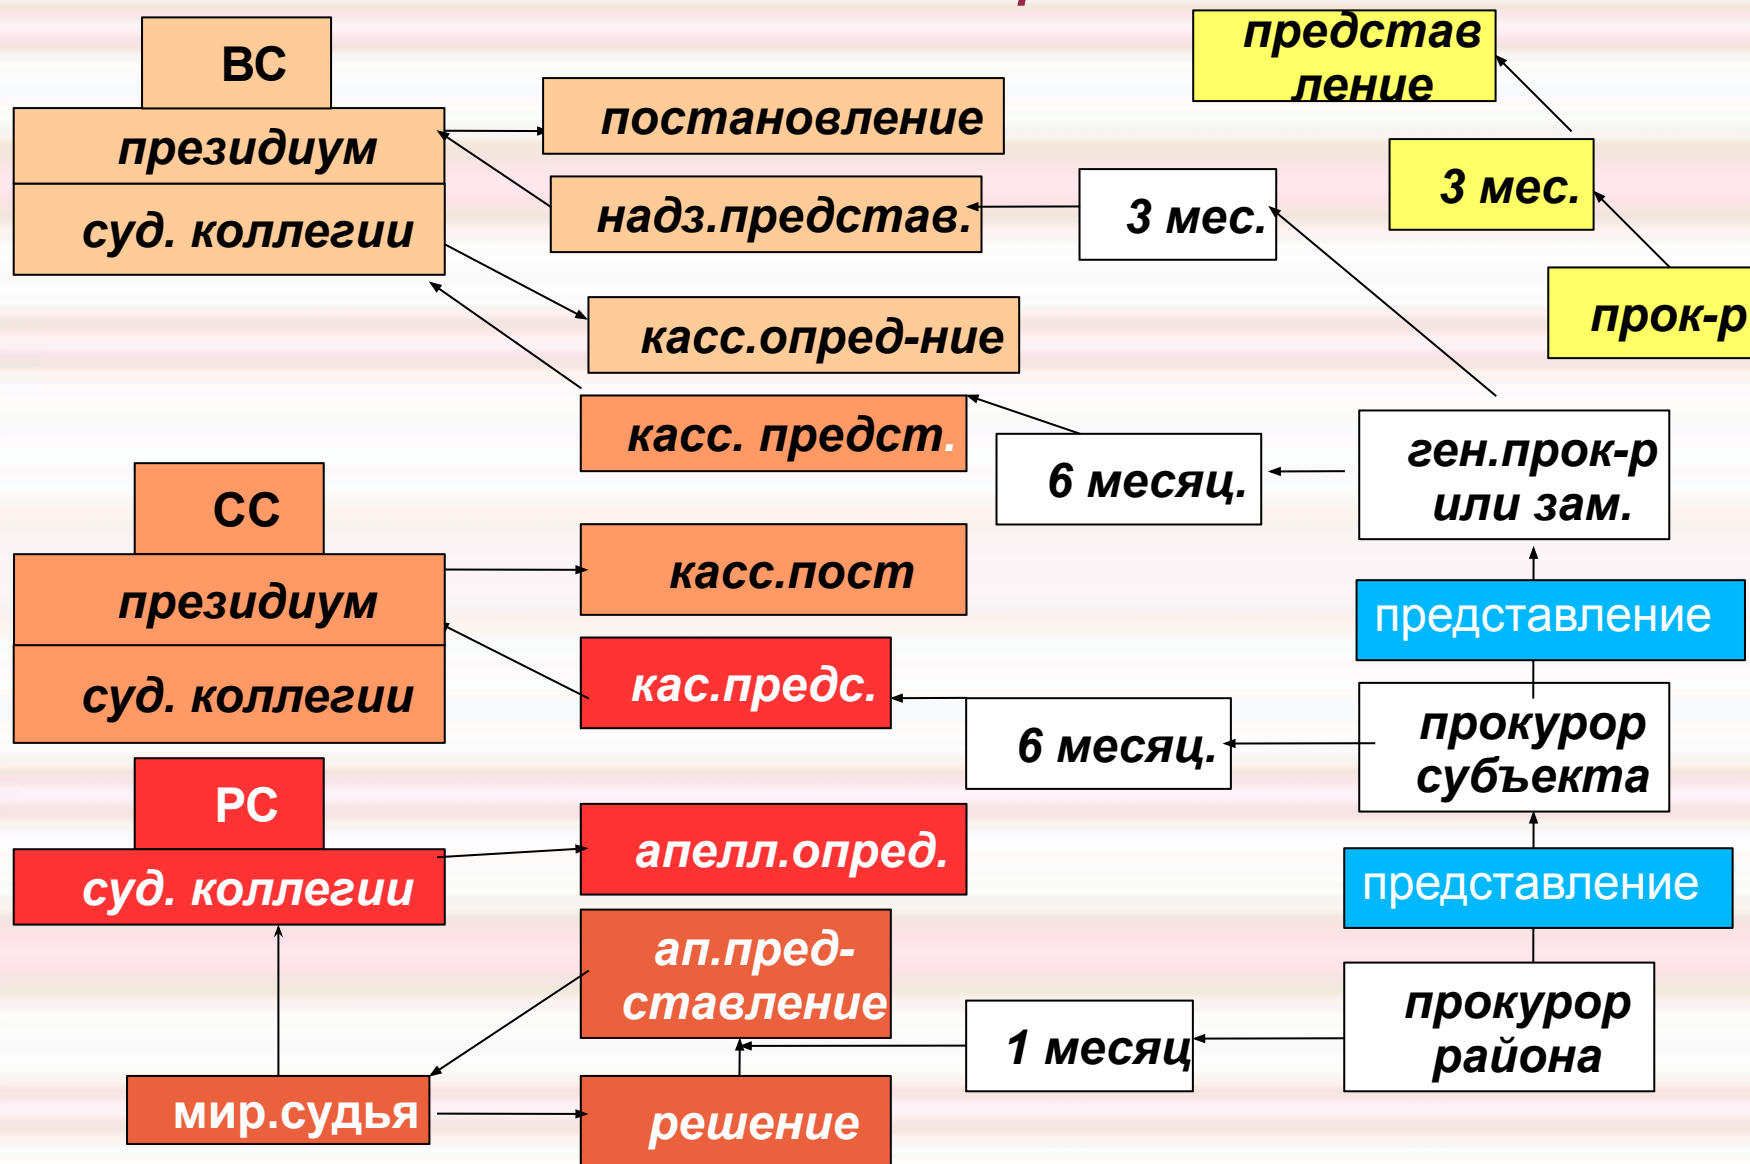 ВС
президиум
суд. коллегии
постановление
надз.представ.
3 мес.
представ
ление
3 мес.
прок-р
касс.опред-ние
касс. предст.
6 месяц.
ген.прок-р
или зам.
СС
президиум
суд. коллегии
касс.пост
кас.предс.
6 месяц.
представление
прокурор
субъекта
РС
суд. коллегии
апелл.опред.
представление
ап.пред-
ставление
1 месяц
прокурор
района
мир.судья
решение